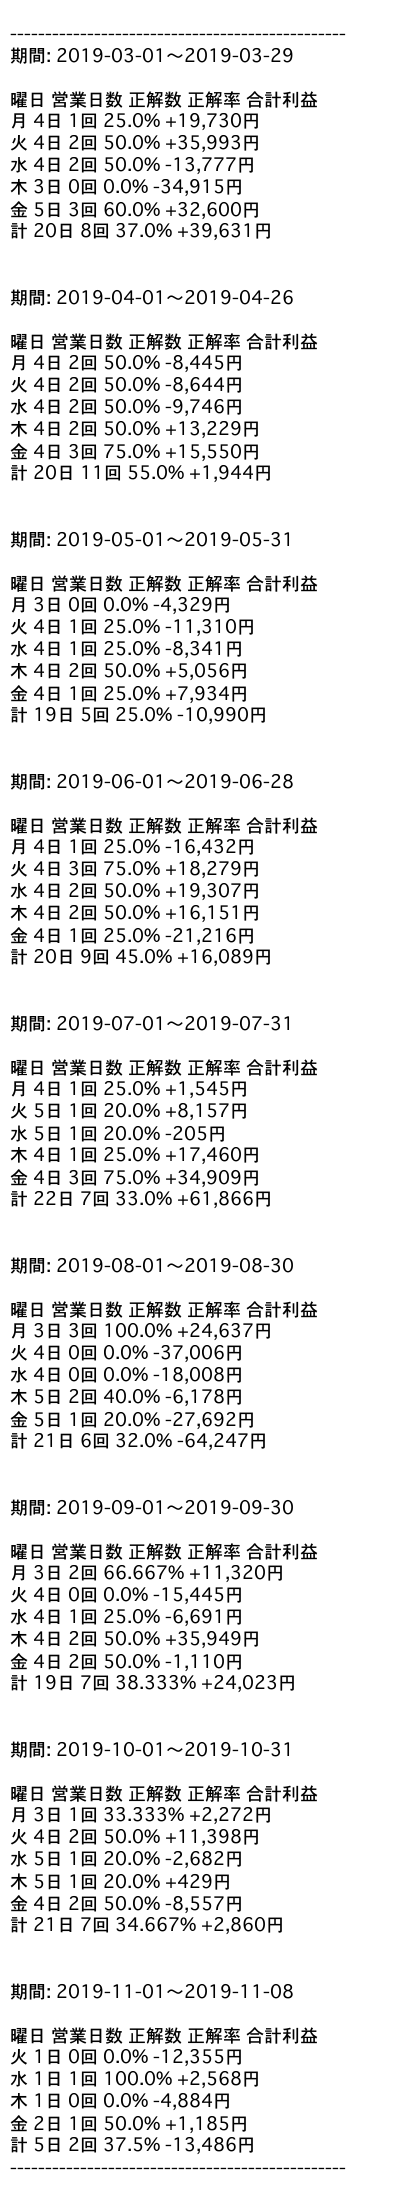 ------------------------------------------------
期間: 2019-03-01〜2019-03-29
曜日 営業日数 正解数 正解率 合計利益
月 4日 1回 25.0% +19,730円
火 4日 2回 50.0% +35,993円
水 4日 2回 50.0% -13,777円
木 3日 0回 0.0% -34,915円
金 5日 3回 60.0% +32,600円
計 20日 8回 37.0% +39,631円
期間: 2019-04-01〜2019-04-26
曜日 営業日数 正解数 正解率 合計利益
月 4日 2回 50.0% -8,445円
火 4日 2回 50.0% -8,644円
水 4日 2回 50.0% -9,746円
木 4日 2回 50.0% +13,229円
金 4日 3回 75.0% +15,550円
計 20日 11回 55.0% +1,944円
期間: 2019-05-01〜2019-05-31
曜日 営業日数 正解数 正解率 合計利益
月 3日 0回 0.0% -4,329円
火 4日 1回 25.0% -11,310円
水 4日 1回 25.0% -8,341円
木 4日 2回 50.0% +5,056円
金 4日 1回 25.0% +7,934円
計 19日 5回 25.0% -10,990円
期間: 2019-06-01〜2019-06-28
曜日 営業日数 正解数 正解率 合計利益
月 4日 1回 25.0% -16,432円
火 4日 3回 75.0% +18,279円
水 4日 2回 50.0% +19,307円
木 4日 2回 50.0% +16,151円
金 4日 1回 25.0% -21,216円
計 20日 9回 45.0% +16,089円
期間: 2019-07-01〜2019-07-31
曜日 営業日数 正解数 正解率 合計利益
月 4日 1回 25.0% +1,545円
火 5日 1回 20.0% +8,157円
水 5日 1回 20.0% -205円
木 4日 1回 25.0% +17,460円
金 4日 3回 75.0% +34,909円
計 22日 7回 33.0% +61,866円
期間: 2019-08-01〜2019-08-30
曜日 営業日数 正解数 正解率 合計利益
月 3日 3回 100.0% +24,637円
火 4日 0回 0.0% -37,006円
水 4日 0回 0.0% -18,008円
木 5日 2回 40.0% -6,178円
金 5日 1回 20.0% -27,692円
計 21日 6回 32.0% -64,247円
期間: 2019-09-01〜2019-09-30
曜日 営業日数 正解数 正解率 合計利益
月 3日 2回 66.667% +11,320円
火 4日 0回 0.0% -15,445円
水 4日 1回 25.0% -6,691円
木 4日 2回 50.0% +35,949円
金 4日 2回 50.0% -1,110円
計 19日 7回 38.333% +24,023円
期間: 2019-10-01〜2019-10-31
曜日 営業日数 正解数 正解率 合計利益
月 3日 1回 33.333% +2,272円
火 4日 2回 50.0% +11,398円
水 5日 1回 20.0% -2,682円
木 5日 1回 20.0% +429円
金 4日 2回 50.0% -8,557円
計 21日 7回 34.667% +2,860円
期間: 2019-11-01〜2019-11-08
曜日 営業日数 正解数 正解率 合計利益
火 1日 0回 0.0% -12,355円
水 1日 1回 100.0% +2,568円
木 1日 0回 0.0% -4,884円
金 2日 1回 50.0% +1,185円
計 5日 2回 37.5% -13,486円
------------------------------------------------